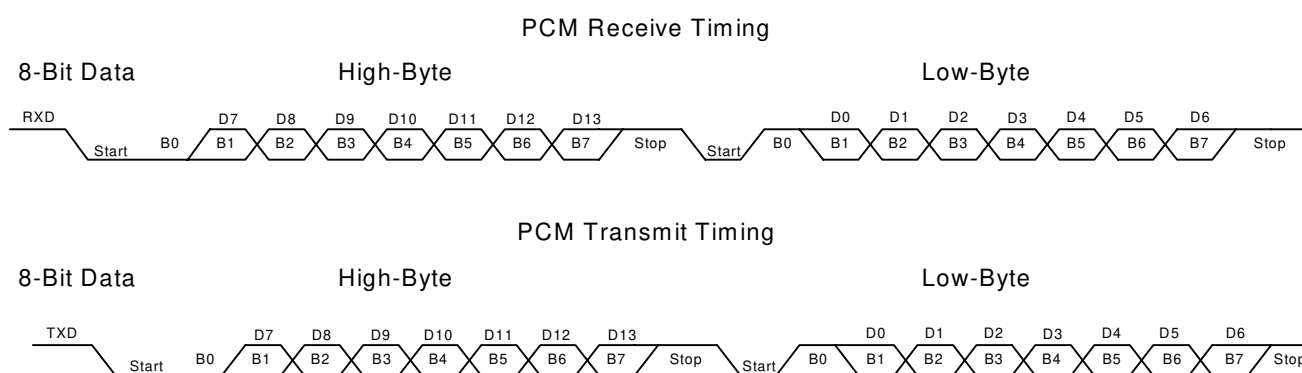 PCM Receive Timing
8-Bit Data High-Byte Low-Byte
RXD D7 D8 D9 D10 D11 D12 D13 D0 D1 D2 D3 D4 D5 D6
Start B0 B1 B2 B3 B4 B5 B6 B7 Stop Start B0 B1 B2 B3 B4 B5 B6 B7 Stop
PCM Transmit Timing
8-Bit Data High-Byte Low-Byte
TXD D7 D8 D9 D10 D11 D12 D13 D0 D1 D2 D3 D4 D5 D6
Start B0 B1 B2 B3 B4 B5 B6 B7 Stop Start B0 B1 B2 B3 B4 B5 B6 B7 Stop